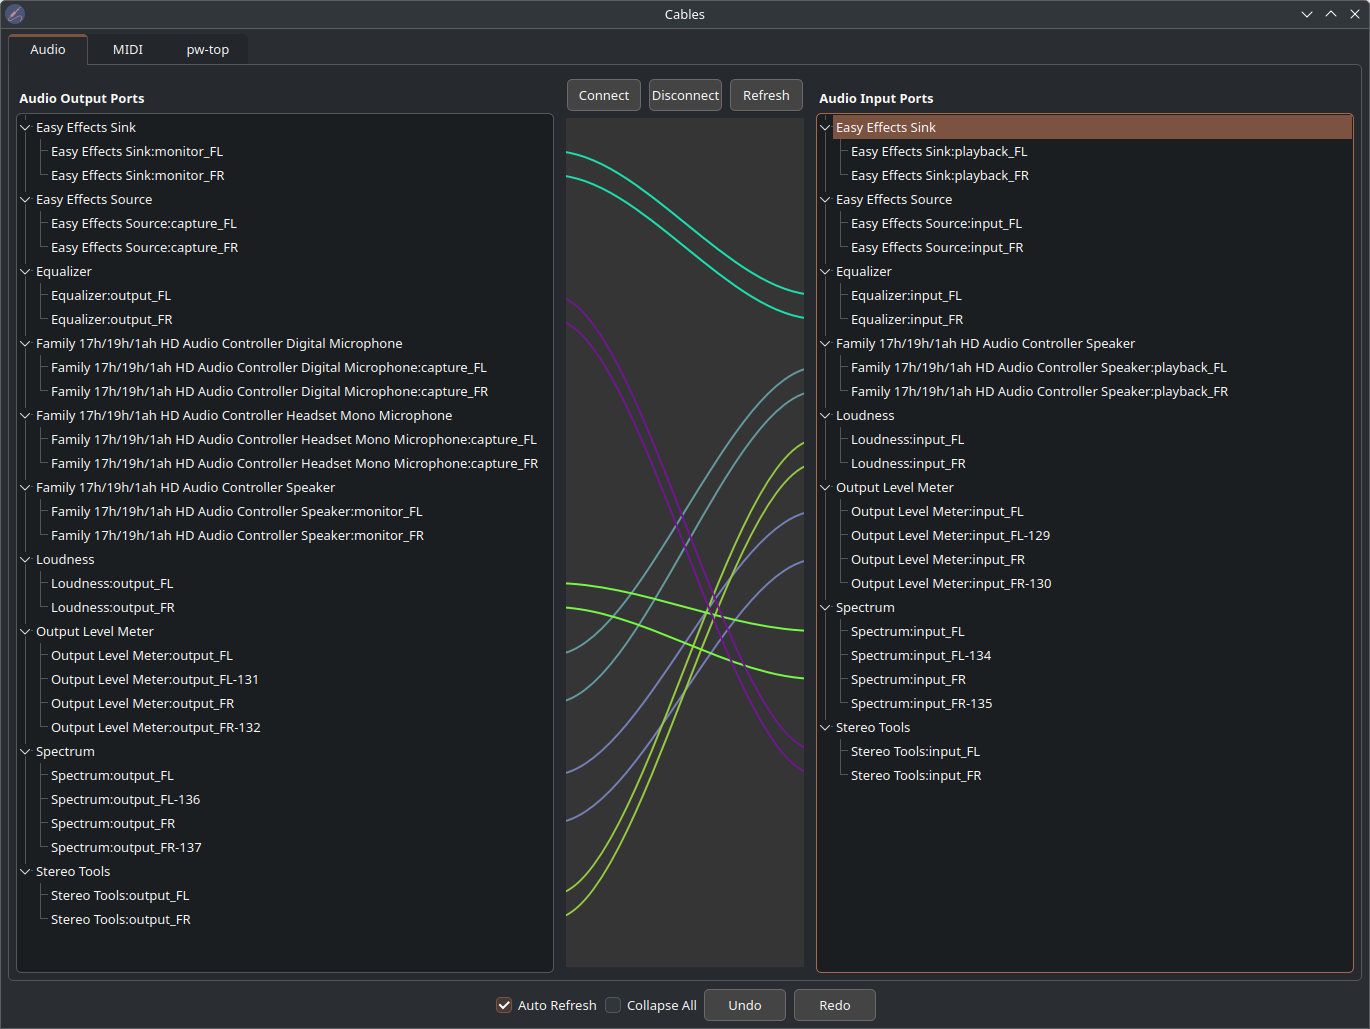 Cables
Audio MIDI pw-top
Connect Disconnect Refresh
Audio Output Ports
Easy Effects Sink
Easy Effects Sink:monitor_FL
Easy Effects Sink:monitor_FR
Easy Effects Source
Easy Effects Source:capture_FL
Easy Effects Source:capture_FR
Equalizer
Equalizer:output_FL
Equalizer:output_FR
Family 17h/19h/1ah HD Audio Controller Digital Microphone
Family 17h/19h/1ah HD Audio Controller Digital Microphone:capture_FL
Family 17h/19h/1ah HD Audio Controller Digital Microphone:capture_FR
Family 17h/19h/1ah HD Audio Controller Headset Mono Microphone
Family 17h/19h/1ah HD Audio Controller Headset Mono Microphone:capture_FL
Family 17h/19h/1ah HD Audio Controller Headset Mono Microphone:capture_FR
Family 17h/19h/1ah HD Audio Controller Speaker
Family 17h/19h/1ah HD Audio Controller Speaker:monitor_FL
Family 17h/19h/1ah HD Audio Controller Speaker:monitor_FR
Loudness
Loudness:output_FL
Loudness:output_FR
Output Level Meter
Output Level Meter:output_FL
Output Level Meter:output_FL-131
Output Level Meter:output_FR
Output Level Meter:output_FR-132
Spectrum
Spectrum:output_FL
Spectrum:output_FL-136
Spectrum:output_FR
Spectrum:output_FR-137
Stereo Tools
Stereo Tools:output_FL
Stereo Tools:output_FR
Audio Input Ports
Easy Effects Sink
Easy Effects Sink:playback_FL
Easy Effects Sink:playback_FR
Easy Effects Source
Easy Effects Source:input_FL
Easy Effects Source:input_FR
Equalizer
Equalizer:input_FL
Equalizer:input_FR
Family 17h/19h/1ah HD Audio Controller Speaker
Family 17h/19h/1ah HD Audio Controller Speaker:playback_FL
Family 17h/19h/1ah HD Audio Controller Speaker:playback_FR
Loudness
Loudness:input_FL
Loudness:input_FR
Output Level Meter
Output Level Meter:input_FL
Output Level Meter:input_FL-129
Output Level Meter:input_FR
Output Level Meter:input_FR-130
Spectrum
Spectrum:input_FL
Spectrum:input_FL-134
Spectrum:input_FR
Spectrum:input_FR-135
Stereo Tools
Stereo Tools:input_FL
Stereo Tools:input_FR
Auto Refresh Collapse All Undo Redo